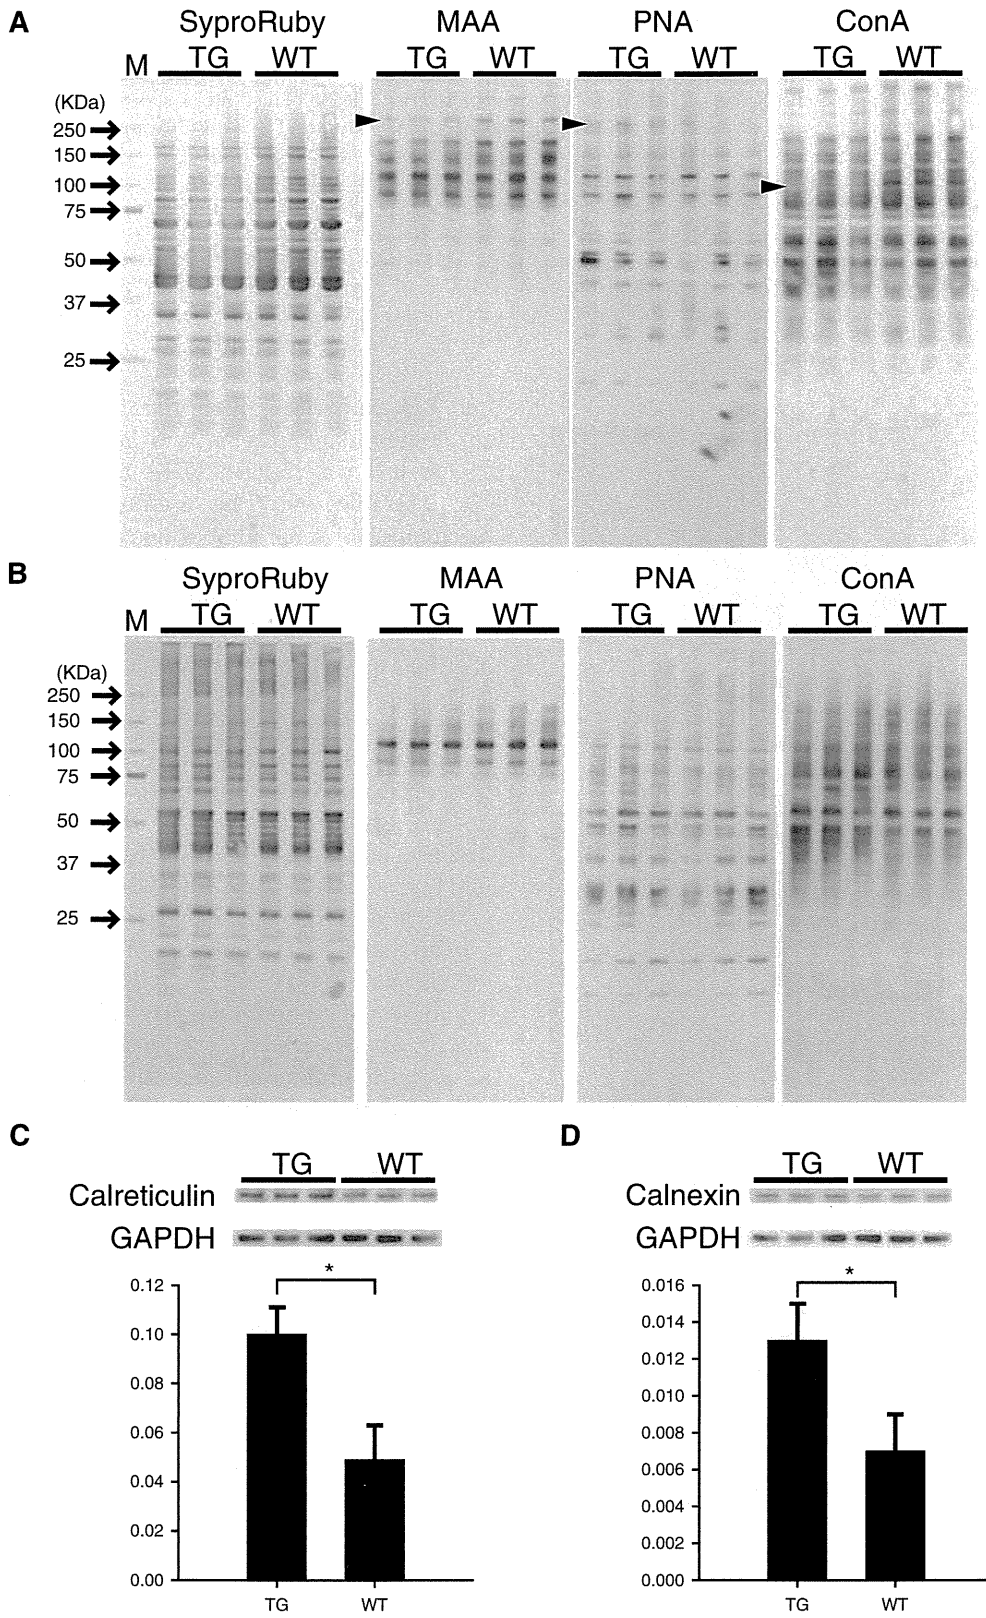 A
SyproRuby MAA PNA ConA
M TG WT TG WT TG WT TG WT
(KDa)
250
150
100
75
50
37
25
B
SyproRuby MAA PNA ConA
M TG WT TG WT TG WT TG WT
(KDa)
250
150
100
75
50
37
25
C
TG WT
Calreticulin
GAPDH
*
0.12
0.10
0.08
0.06
0.04
0.02
0.00
TG WT
D
TG WT
Calnexin
GAPDH
*
0.016
0.014
0.012
0.010
0.008
0.006
0.004
0.002
0.000
TG WT